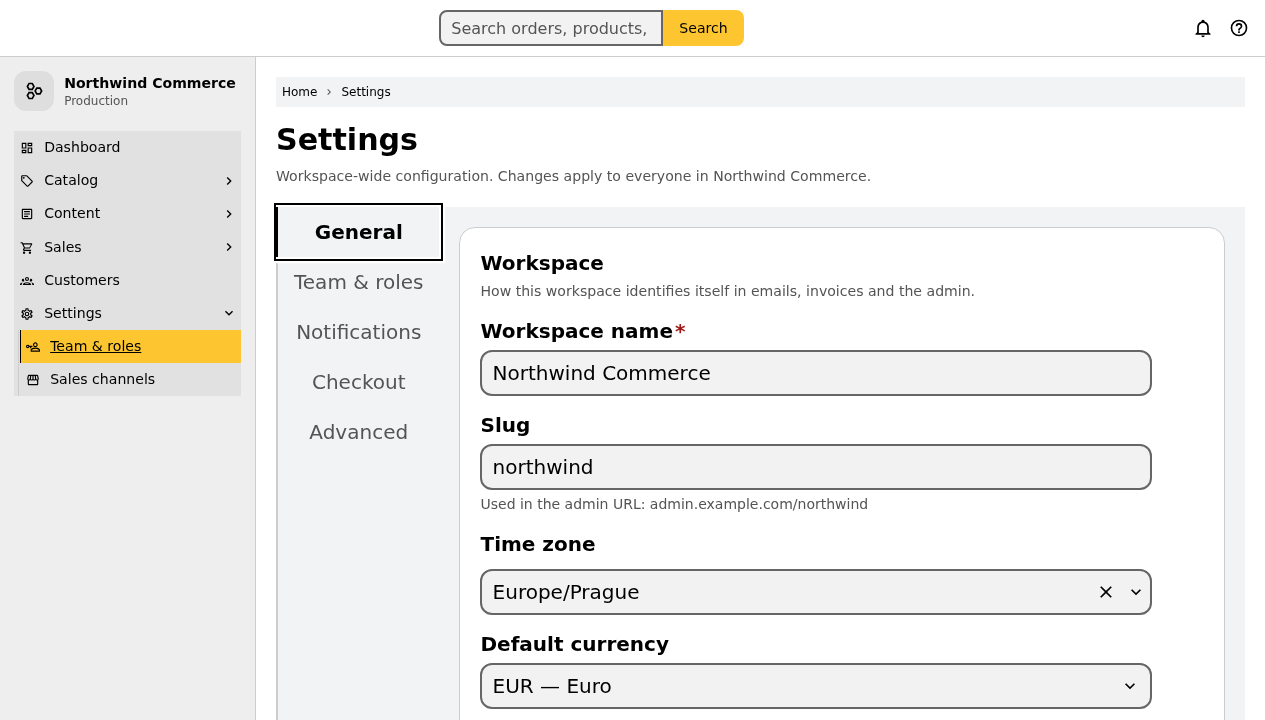 Search orders, products,
Search
Northwind Commerce
Production
Dashboard
Catalog
Content
Sales
Customers
Settings
Team & roles
Sales channels
Home › Settings
Settings
Workspace-wide configuration. Changes apply to everyone in Northwind Commerce.
General
Team & roles
Notifications
Checkout
Advanced
Workspace
How this workspace identifies itself in emails, invoices and the admin.
Workspace name*
Northwind Commerce
Slug
northwind
Used in the admin URL: admin.example.com/northwind
Time zone
Europe/Prague
Default currency
EUR — Euro